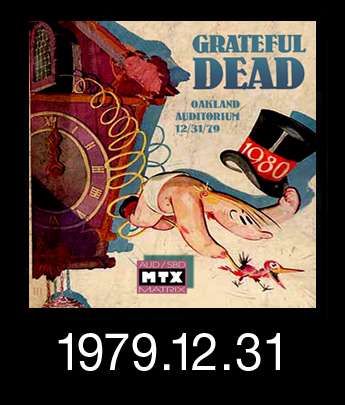 GRATEFUL
DEAD
OAKLAND
AUDITORIUM
12/31/79
1980
AUD/SBD
MTX
MATRIX
1979.12.31